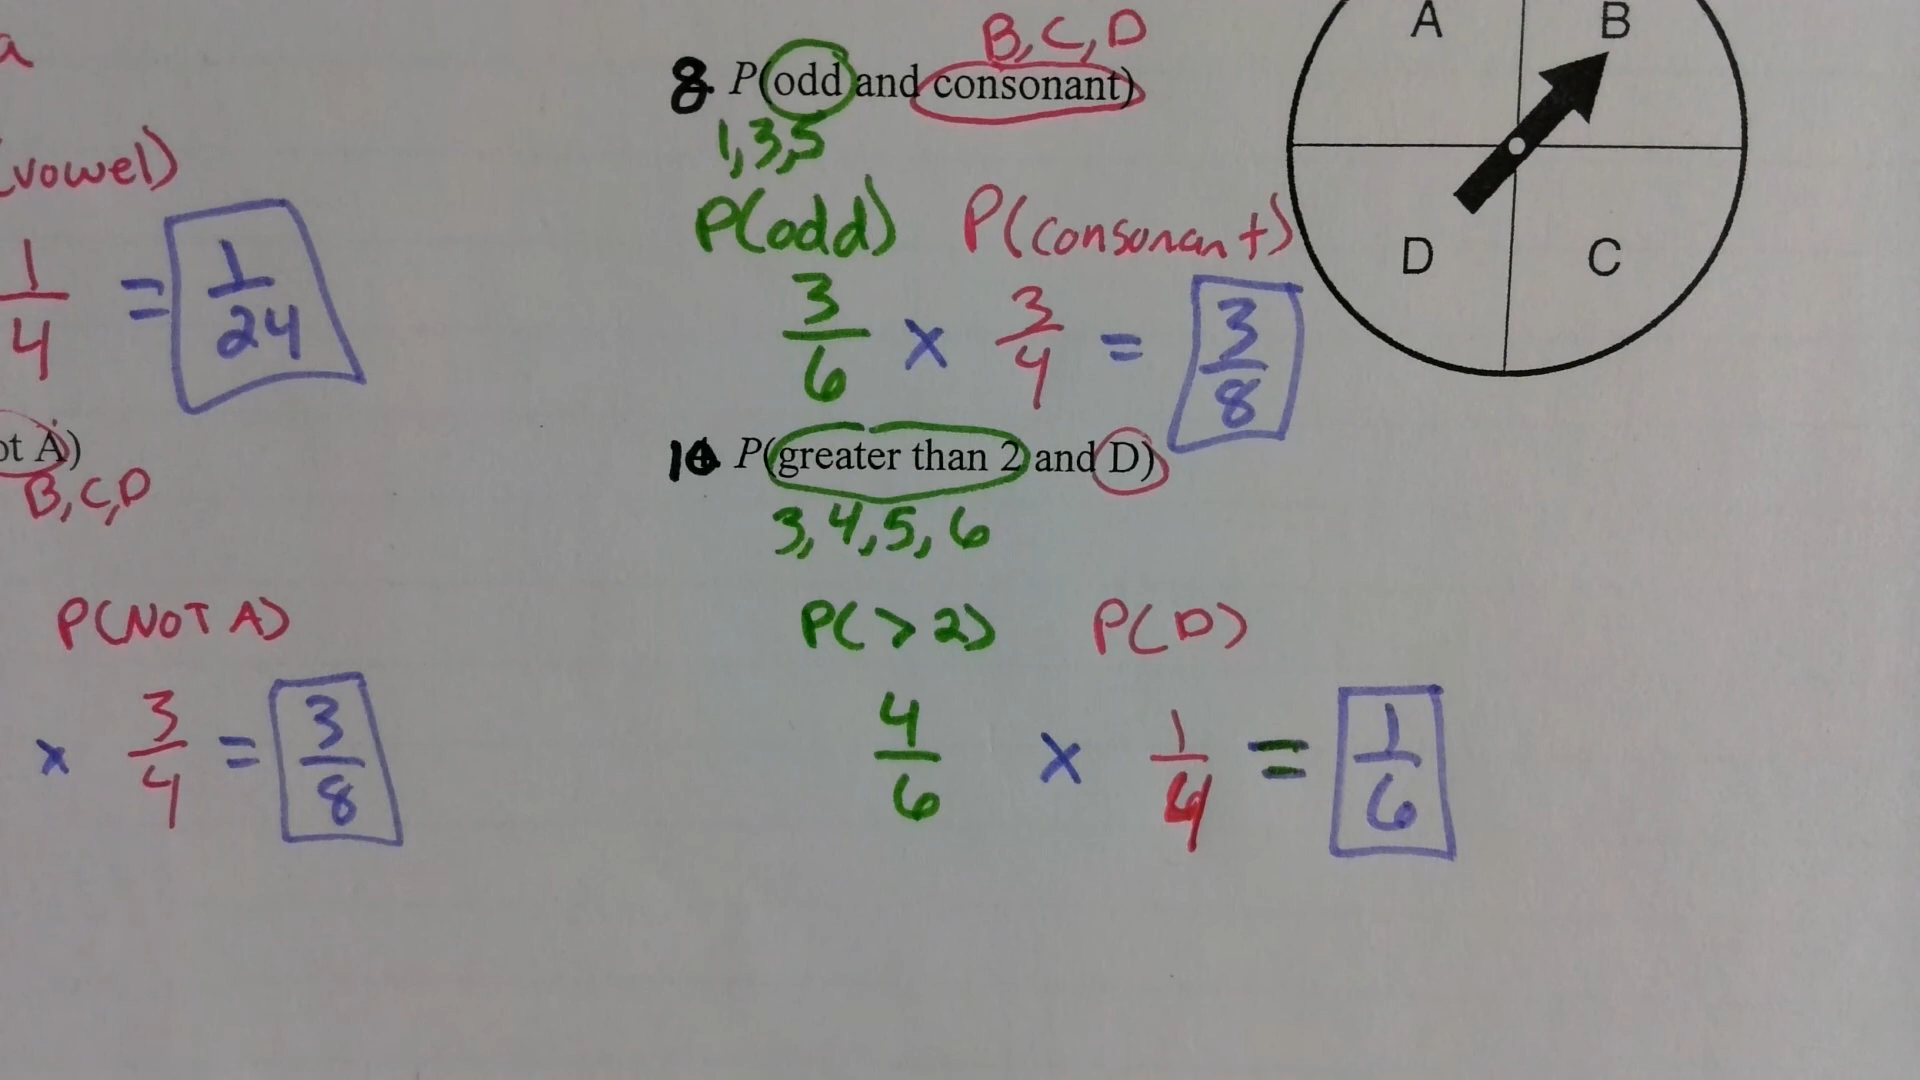 a
(vowel)
1/4 = 1/24
ot A)
B,C,D
P(NOT A)
x 3/4 = 3/8
B,C,D
8. P(odd and consonant)
1,3,5
P(odd) P(consonant)
3/6 x 3/4 = 3/8
10 P(greater than 2 and D)
3,4,5,6
P(>2) P(D)
4/6 x 1/4 = 1/6
A B
D C